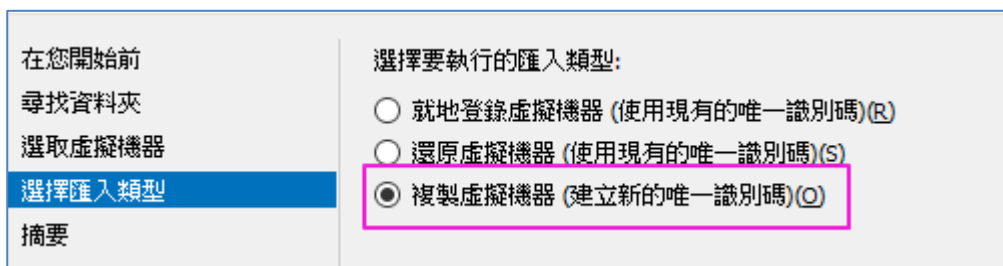 在您開始前
尋找資料夾
選取虛擬機器
選擇匯入類型
摘要
選擇要執行的匯入類型:
就地登錄虛擬機器 (使用現有的唯一識別碼)(R)
還原虛擬機器 (使用現有的唯一識別碼)(S)
複製虛擬機器 (建立新的唯一識別碼)(O)